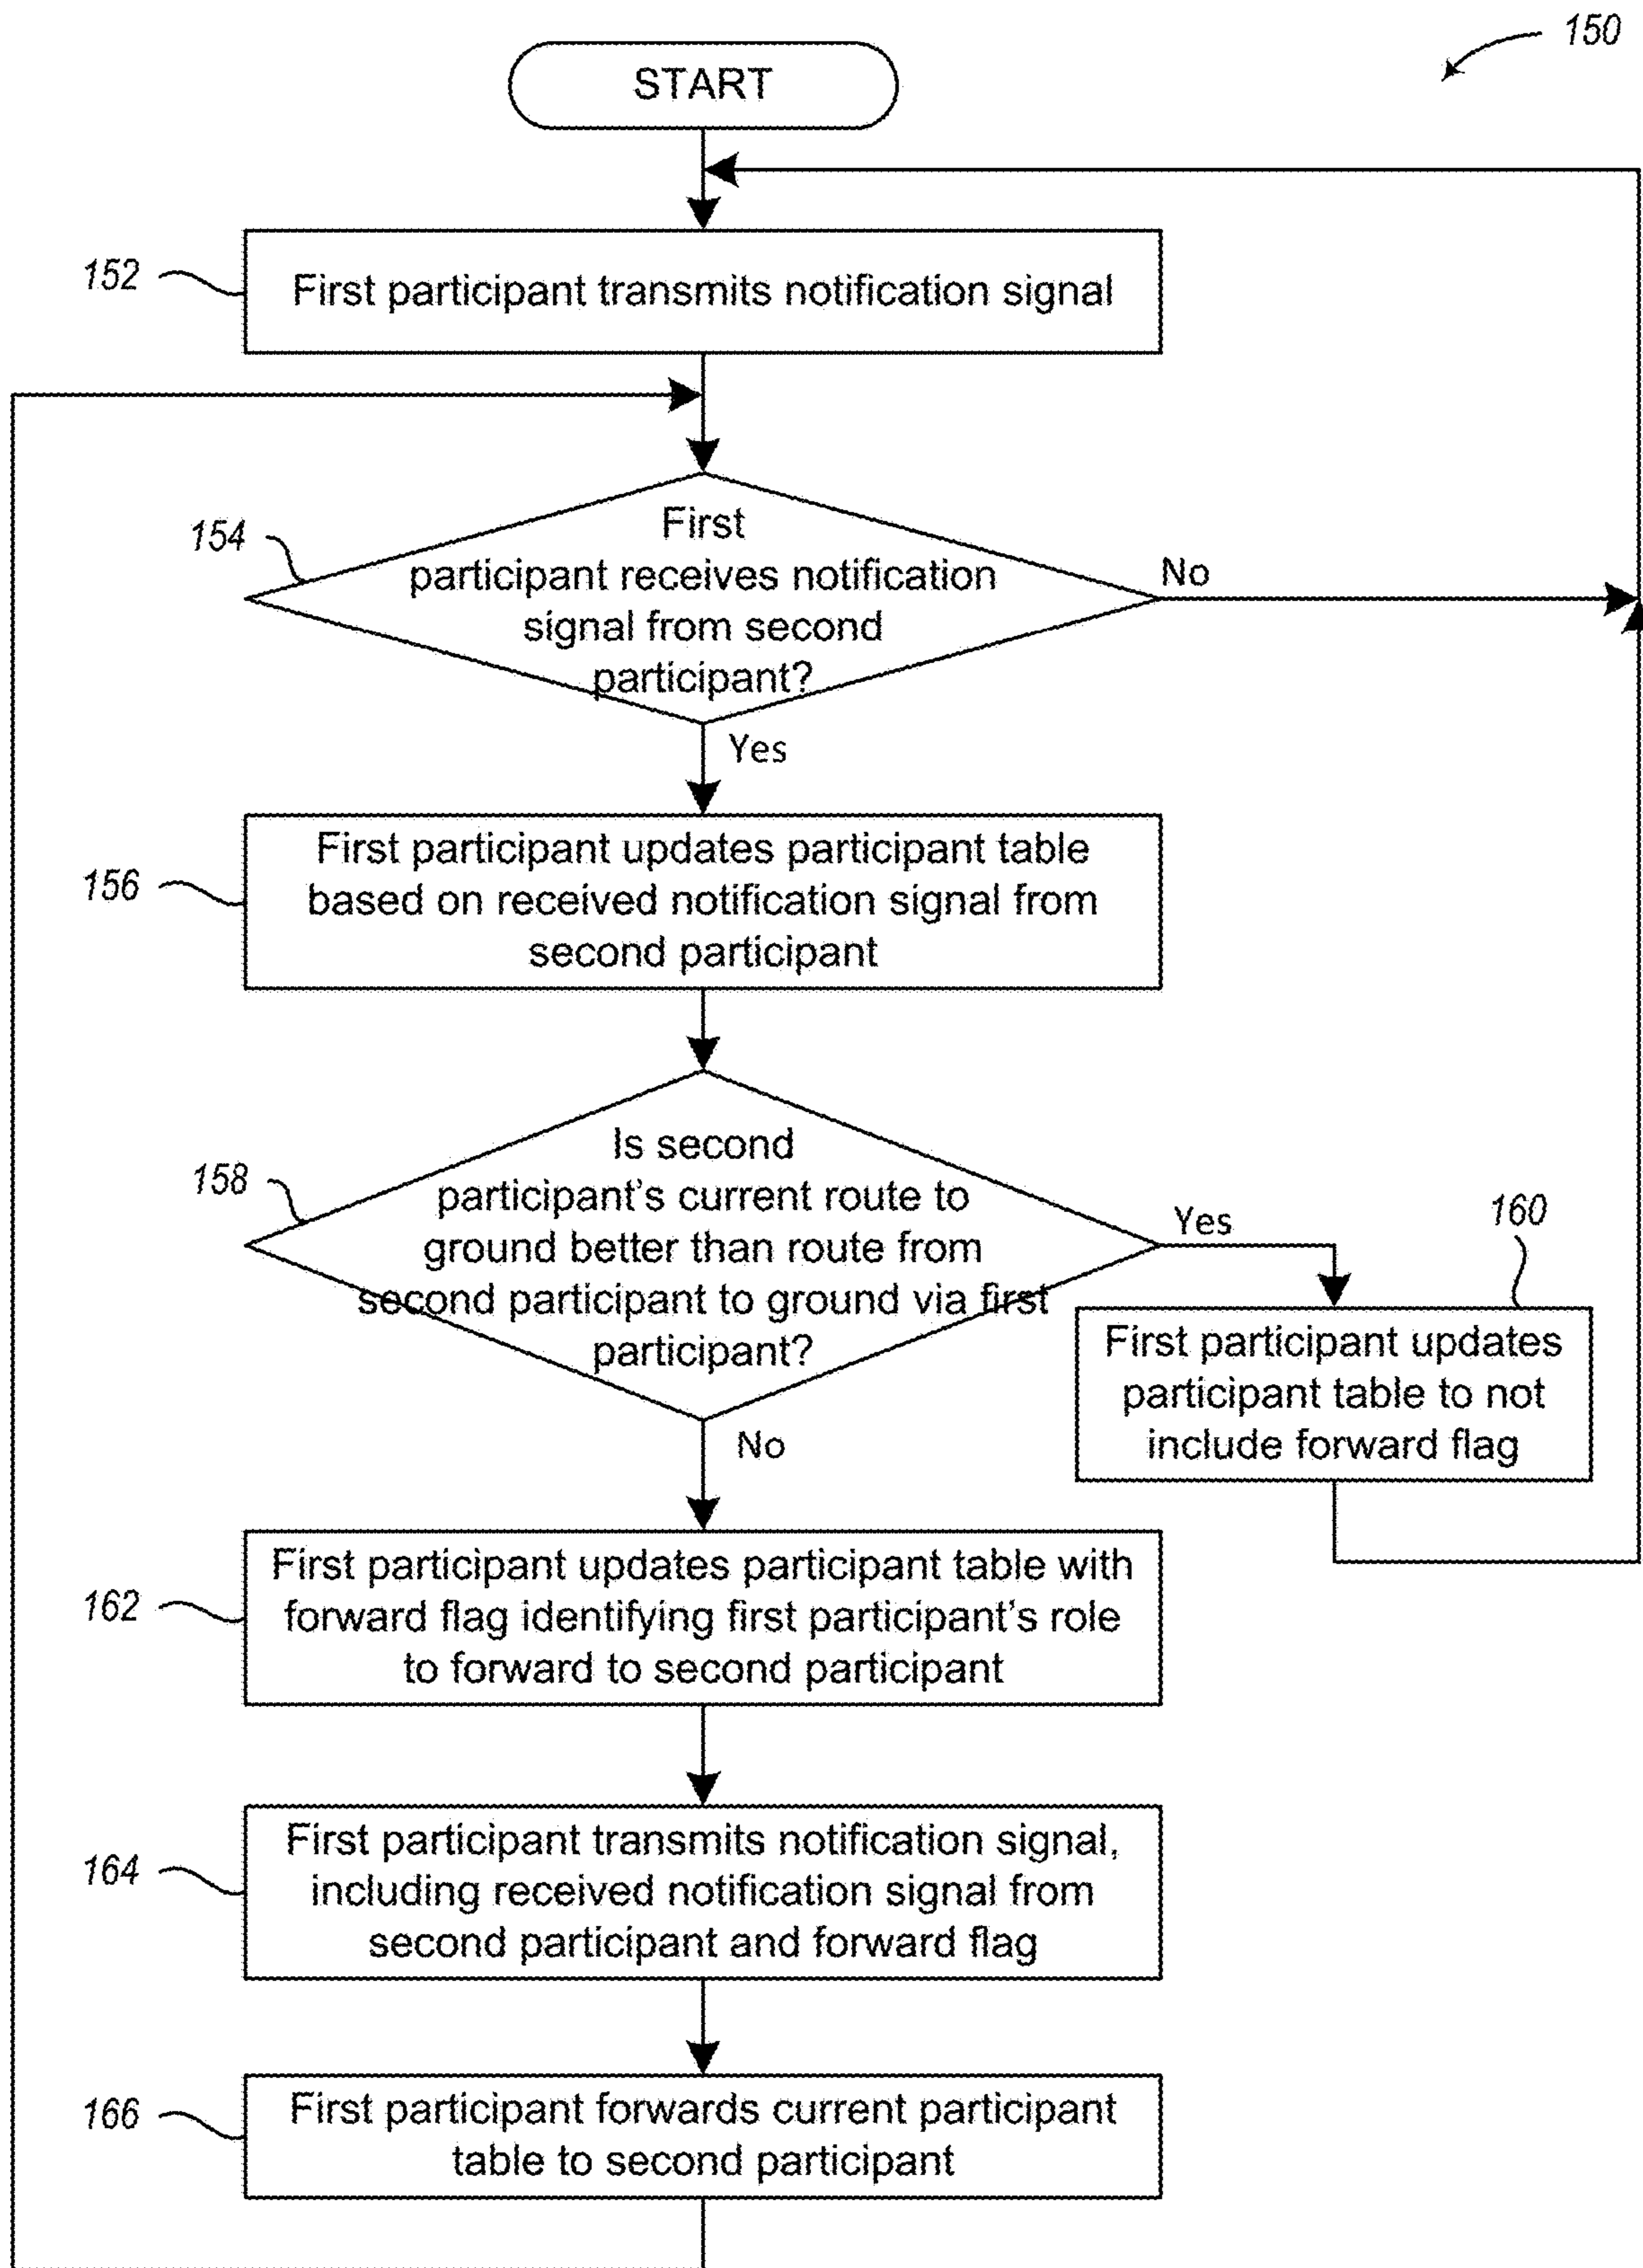 150
START
152
First participant transmits notification signal
154
First
participant receives notification
signal from second
participant?
No
Yes
156
First participant updates participant table
based on received notification signal from
second participant
158
Is second
participant's current route to
ground better than route from
second participant to ground via first
participant?
Yes
160
First participant updates
participant table to not
include forward flag
No
162
First participant updates participant table with
forward flag identifying first participant's role
to forward to second participant
164
First participant transmits notification signal,
including received notification signal from
second participant and forward flag
166
First participant forwards current participant
table to second participant